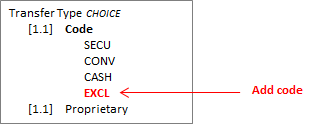 Transfer Type CHOICE
[1.1] Code
SECU
CONV
CASH
EXCL Add code
[1.1] Proprietary